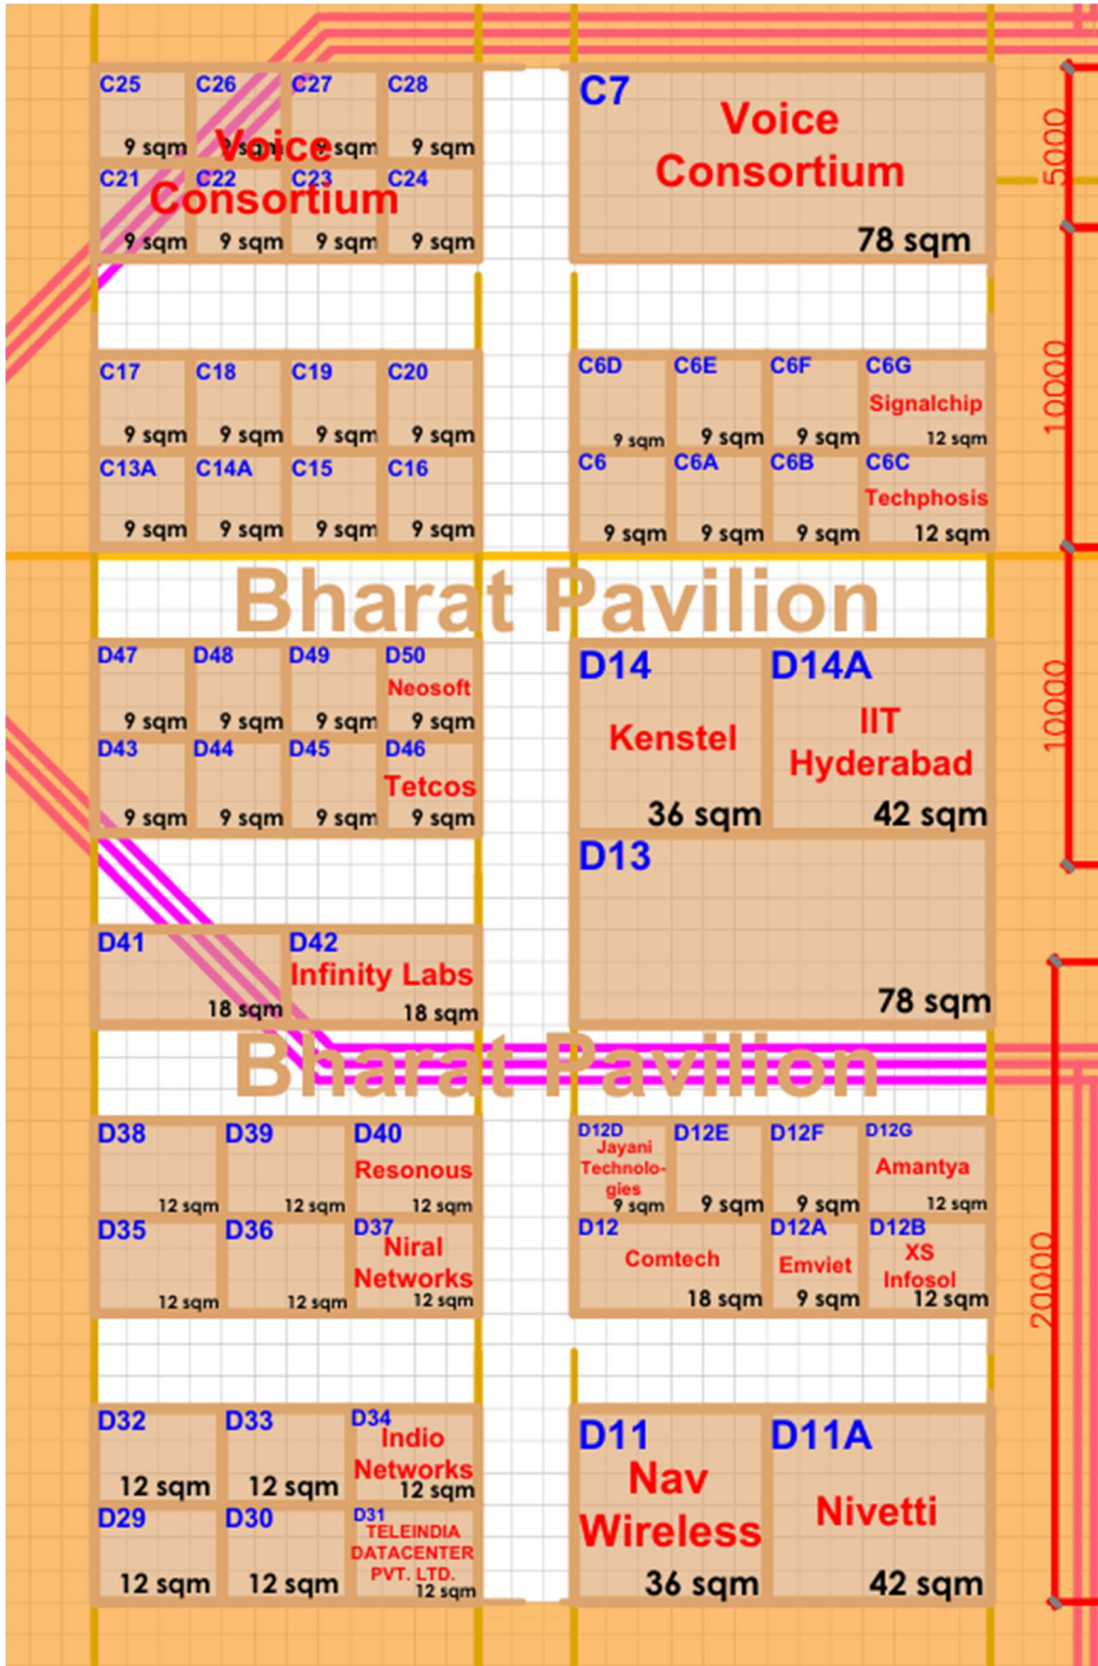 C25 C26 C27 C28
9 sqm 9 sqm 9 sqm 9 sqm
Voice
Consortium
C21 C22 C23 C24
9 sqm 9 sqm 9 sqm 9 sqm
C7
Voice
Consortium
78 sqm
5000
C17 C18 C19 C20
9 sqm 9 sqm 9 sqm 9 sqm
C13A C14A C15 C16
9 sqm 9 sqm 9 sqm 9 sqm
C6D C6E C6F C6G
Signalchip
9 sqm 9 sqm 9 sqm 12 sqm
C6 C6A C6B C6C
Techphosis
9 sqm 9 sqm 9 sqm 12 sqm
10000
Bharat Pavilion
D47 D48 D49 D50
Neosoft
9 sqm 9 sqm 9 sqm 9 sqm
D43 D44 D45 D46
Tetcos
9 sqm 9 sqm 9 sqm 9 sqm
D14
Kenstel
36 sqm
D14A
IIT
Hyderabad
42 sqm
10000
D13
78 sqm
D41
18 sqm
D42
Infinity Labs
18 sqm
Bharat Pavilion
D38 D39 D40
Resonous
12 sqm 12 sqm 12 sqm
D35 D36 D37
Niral
Networks
12 sqm 12 sqm 12 sqm
D12D
Jayani
Technolo-
gies
9 sqm
D12E
9 sqm
D12F
9 sqm
D12G
Amantya
12 sqm
D12
Comtech
18 sqm
D12A
Emviet
9 sqm
D12B
XS
Infosol
12 sqm
20000
D32 D33 D34
Indio
Networks
12 sqm 12 sqm 12 sqm
D29 D30 D31
TELEINDIA
DATACENTER
PVT. LTD.
12 sqm 12 sqm 12 sqm
D11
Nav
Wireless
36 sqm
D11A
Nivetti
42 sqm